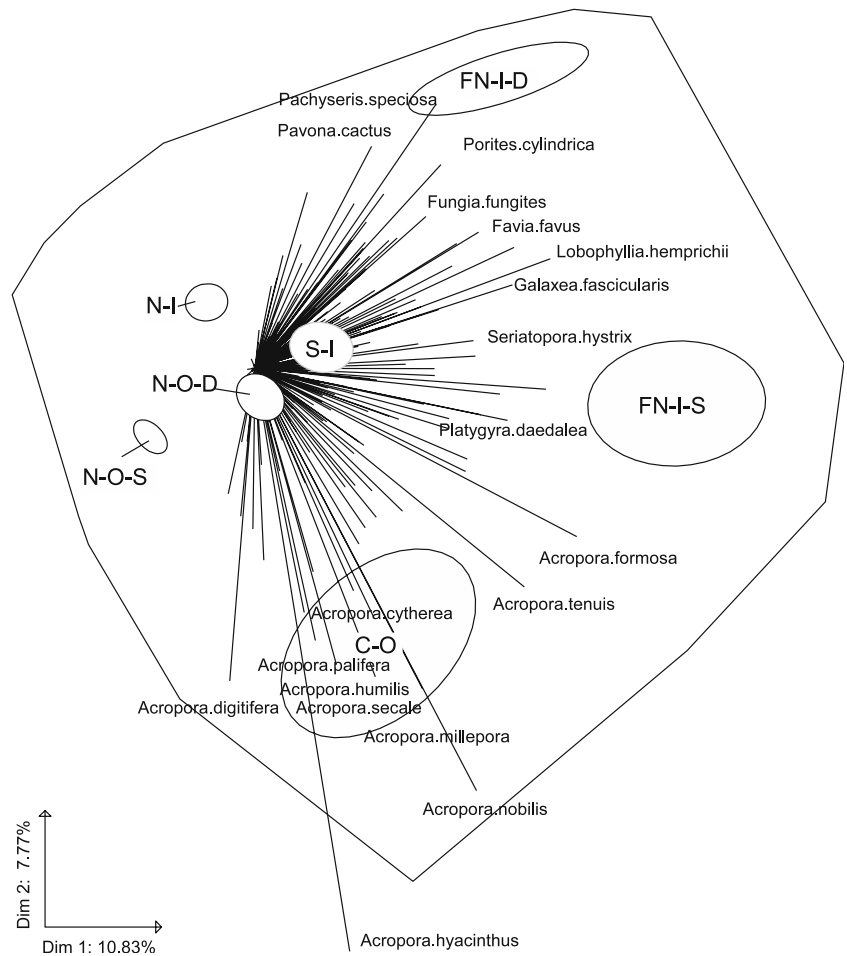 FN-I-D
Pachyseris.speciosa
Pavona.cactus
Porites.cylindrica
Fungia.fungites
Favia.favus
Lobophyllia.hemprichii
Galaxea.fascicularis
N-I
Seriatopora.hystrix
S-I
N-O-D
FN-I-S
Platygyra.daedalea
N-O-S
Acropora.formosa
Acropora.tenuis
Acropora.cytherea
C-O
Acropora.palifera
Acropora.humilis
Acropora.digitifera
Acropora.secale
Acropora.millepora
Acropora.nobilis
Dim 2: 7.77%
Acropora.hyacinthus
Dim 1: 10.83%